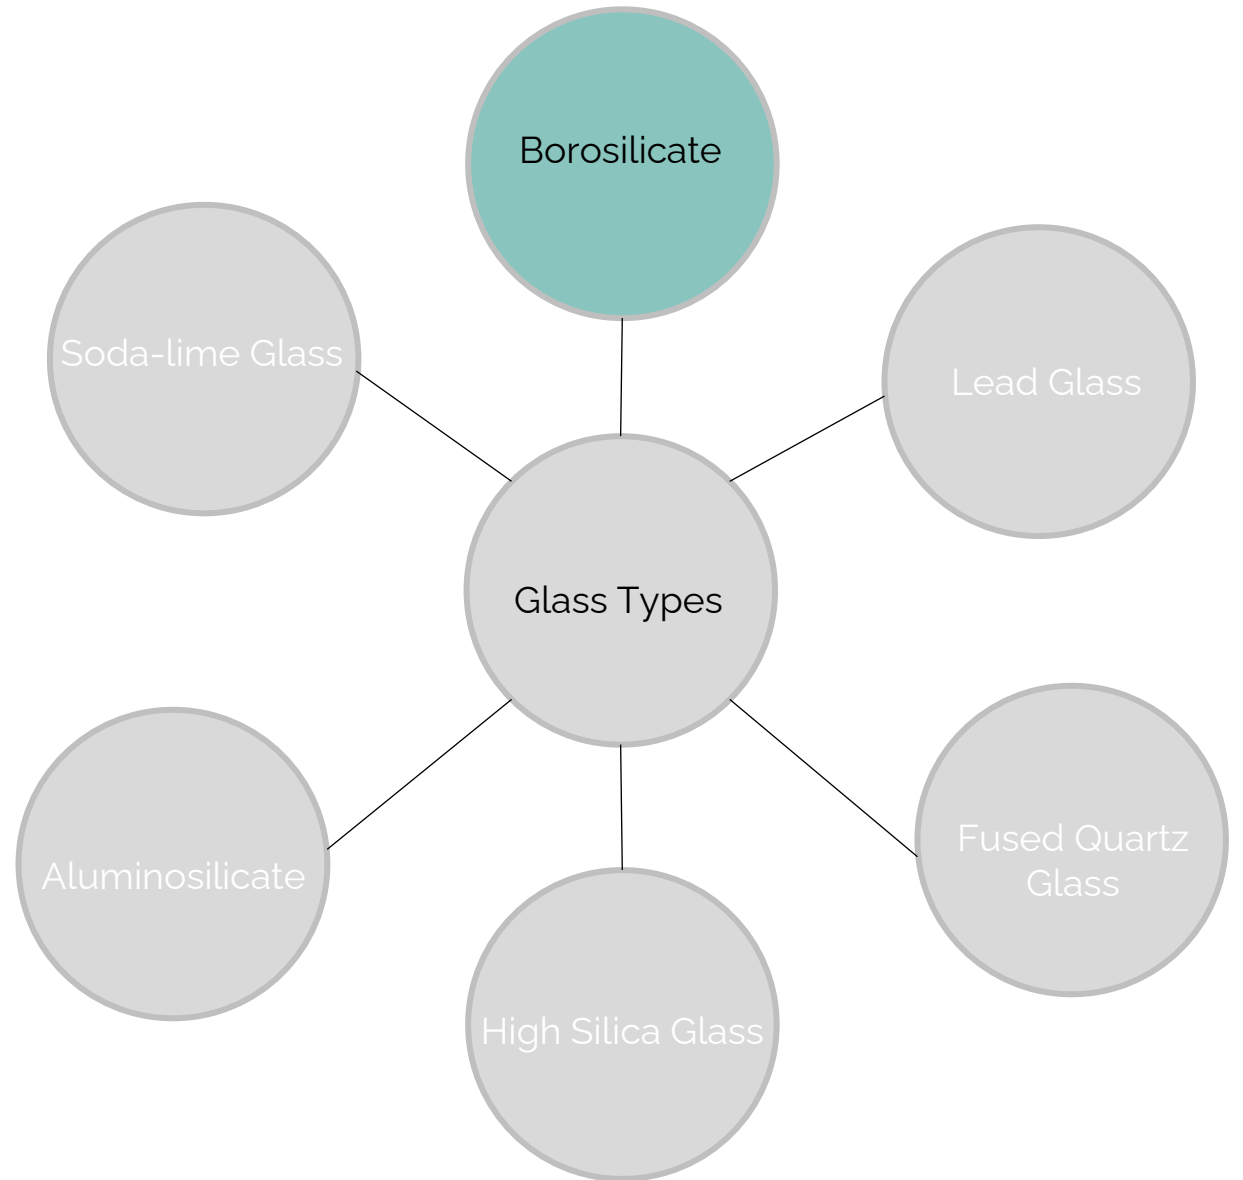 Borosilicate
Soda-lime Glass
Lead Glass
Glass Types
Fused Quartz
Glass
Aluminosilicate
High Silica Glass